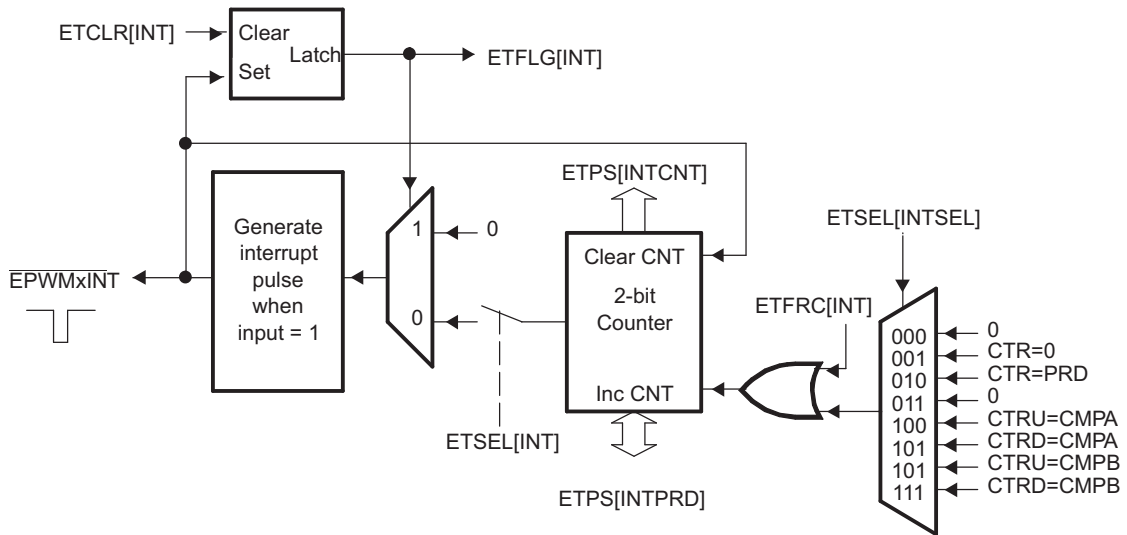 ETCLR[INT]
Clear
Latch
Set
ETFLG[INT]
ETPS[INTCNT]
ETSEL[INTSEL]
Generate
interrupt
pulse
when
input = 1
EPWMxINT
1
0
0
Clear CNT
2-bit
Counter
Inc CNT
ETSEL[INT]
ETPS[INTPRD]
ETFRC[INT]
000 0
001 CTR=0
010 CTR=PRD
011 0
100 CTRU=CMPA
101 CTRD=CMPA
101 CTRU=CMPB
111 CTRD=CMPB